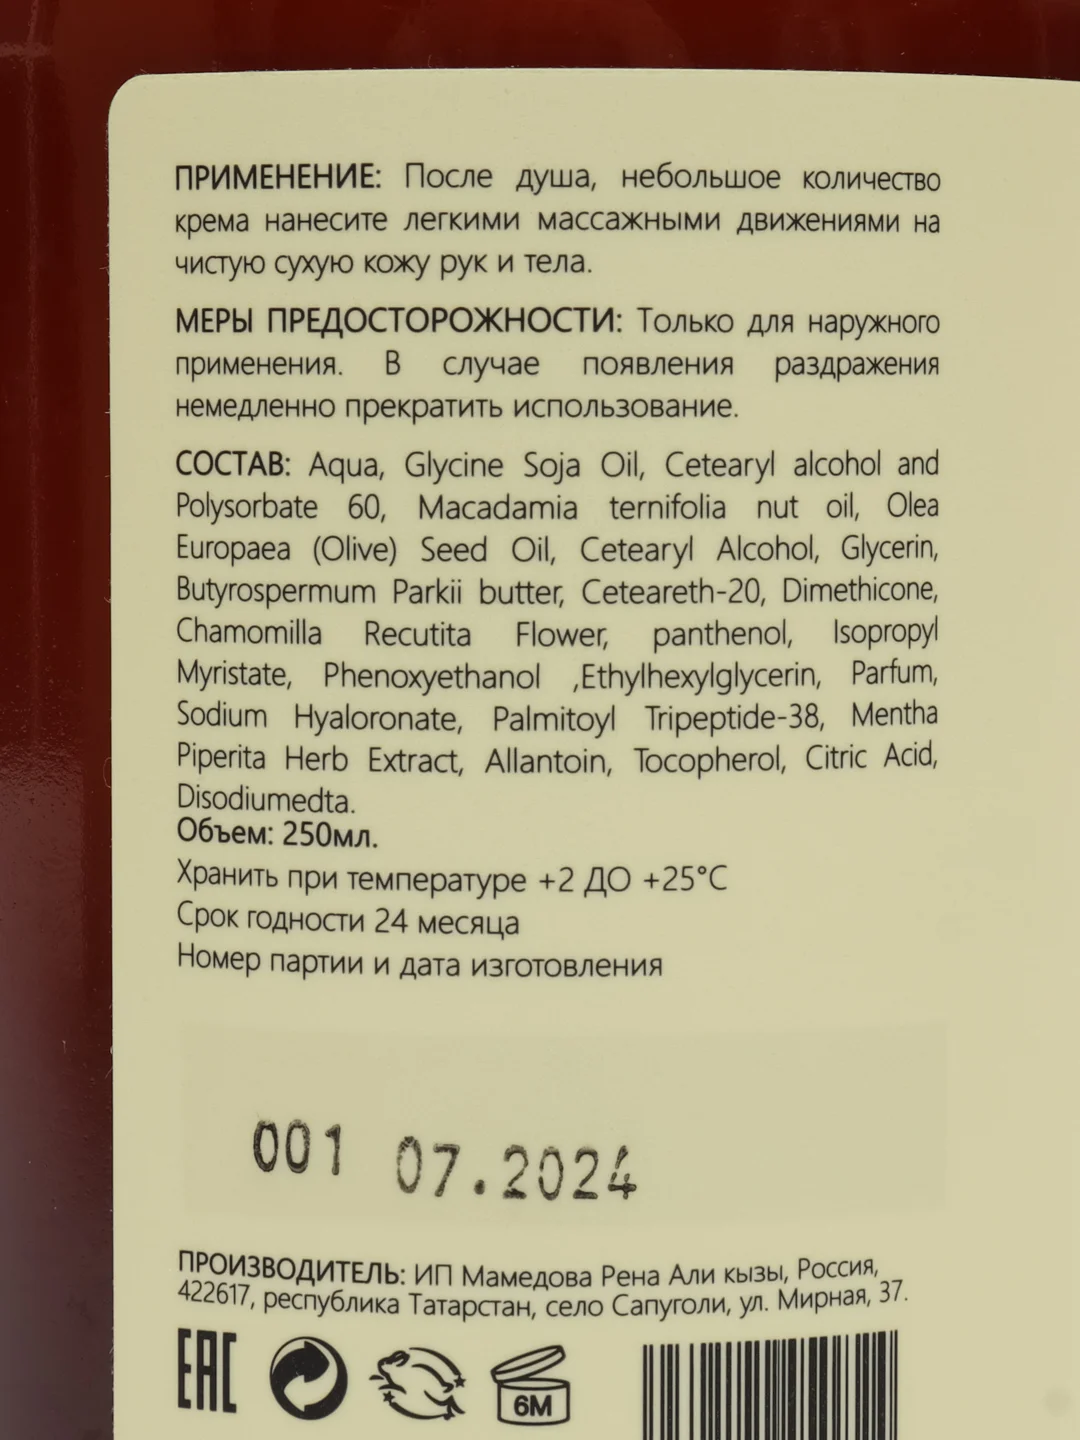 ПРИМЕНЕНИЕ: После душа, небольшое количество
крема нанесите легкими массажными движениями на
чистую сухую кожу рук и тела.
МЕРЫ ПРЕДОСТОРОЖНОСТИ: Только для наружного
применения. В случае появления раздражения
немедленно прекратить использование.
СОСТАВ: Aqua, Glycine Soja Oil, Cetearyl alcohol and
Polysorbate 60, Macadamia ternifolia nut oil, Olea
Europaea (Olive) Seed Oil, Cetearyl Alcohol, Glycerin,
Butyrospermum Parkii butter, Ceteareth-20, Dimethicone,
Chamomilla Recutita Flower, panthenol, Isopropyl
Myristate, Phenoxyethanol ,Ethylhexylglycerin, Parfum,
Sodium Hyaloronate, Palmitoyl Tripeptide-38, Mentha
Piperita Herb Extract, Allantoin, Tocopherol, Citric Acid,
Disodiumedta.
Объем: 250мл.
Хранить при температуре +2 ДО +25°С
Срок годности 24 месяца
Номер партии и дата изготовления
001 07.2024
ПРОИЗВОДИТЕЛЬ: ИП Мамедова Рена Али кызы, Россия,
422617, республика Татарстан, село Сапуголи, ул. Мирная, 37.
ЕАС 6М